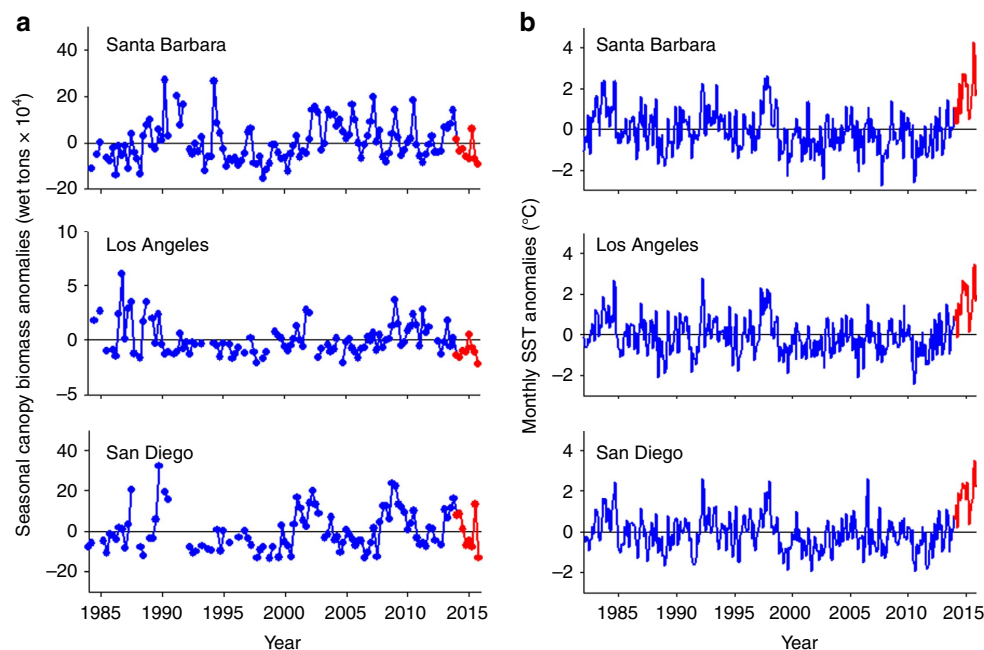 a
Seasonal canopy biomass anomalies (wet tons × 10⁴)
Santa Barbara
40
20
0
–20
Los Angeles
10
5
0
–5
San Diego
40
20
0
–20
1985 1990 1995 2000 2005 2010 2015
Year
b
Monthly SST anomalies (°C)
Santa Barbara
4
2
0
–2
Los Angeles
4
2
0
–2
San Diego
4
2
0
–2
1985 1990 1995 2000 2005 2010 2015
Year